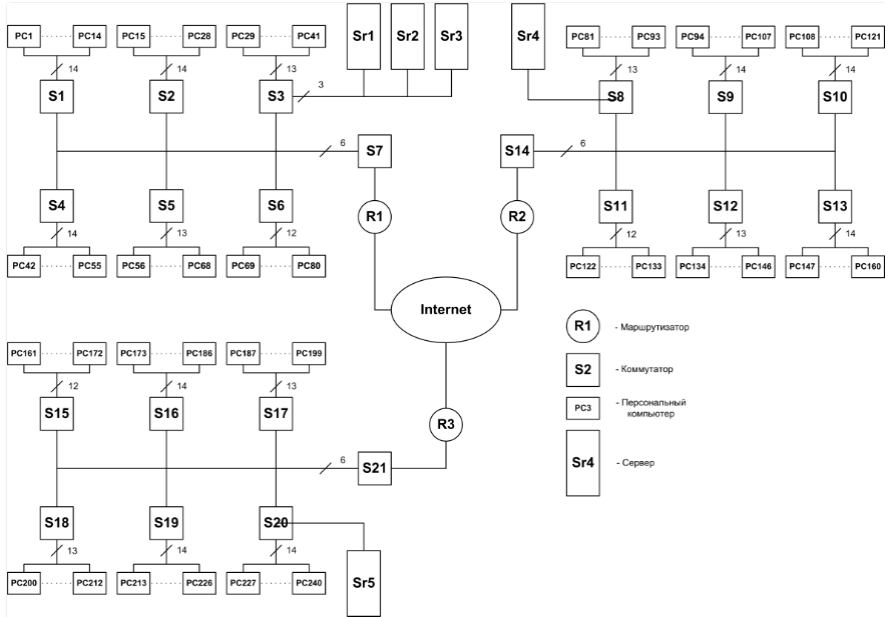 PC1 PC14 PC15 PC28 PC29 PC41
Sr1 Sr2 Sr3 Sr4
PC81 PC93 PC94 PC107 PC108 PC121
14 14 13 3 13 14 14
S1 S2 S3 S8 S9 S10
6 S7 S14 6
S4 S5 S6 R1 R2 S11 S12 S13
14 13 12 12 13 14
PC42 PC55 PC56 PC68 PC69 PC80
PC122 PC133 PC134 PC146 PC147 PC160
Internet
R1 - Маршрутизатор
S2 - Коммутатор
PC3 - Персональный
компьютер
Sr4 - Сервер
PC161 PC172 PC173 PC186 PC187 PC199
12 14 13
S15 S16 S17 R3
6 S21
S18 S19 S20
13 14 14
PC200 PC212 PC213 PC226 PC227 PC240
Sr5